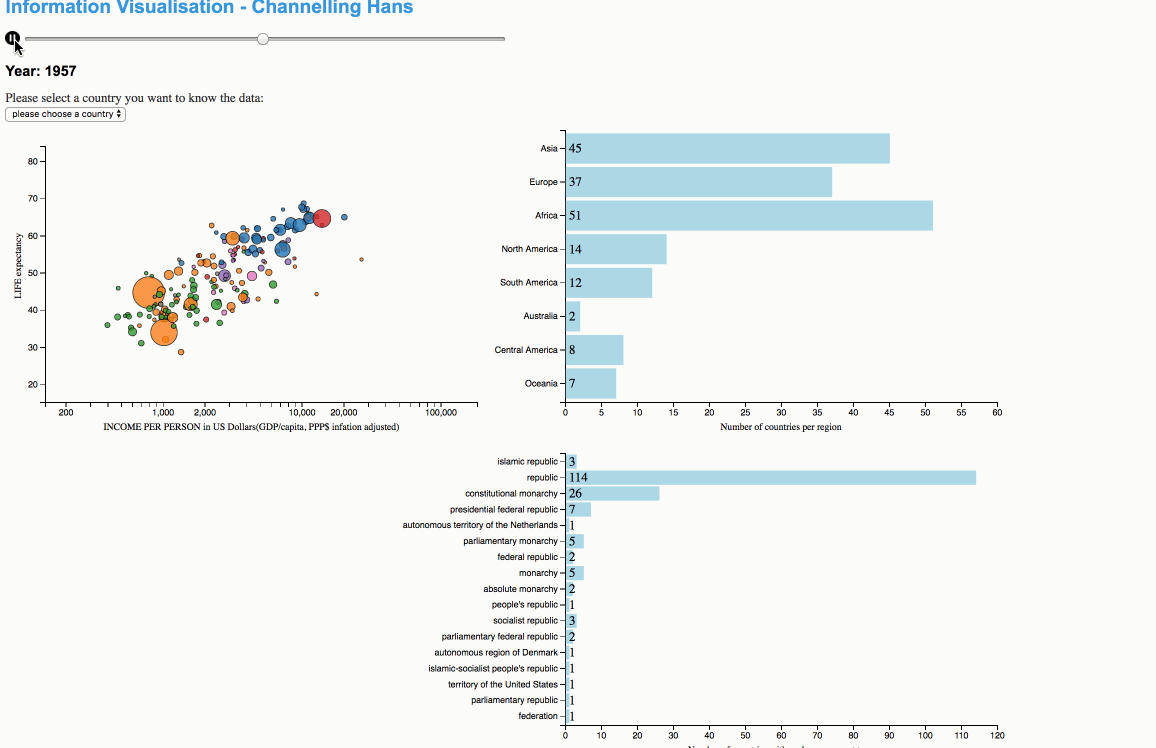 Information Visualisation - Channelling Hans
Year: 1957
Please select a country you want to know the data:
please choose a country
LIFE expectancy
80
70
60
50
40
30
20
200
1,000
2,000
10,000
20,000
100,000
INCOME PER PERSON in US Dollars(GDP/capita, PPP$ infation adjusted)
Asia 45
Europe 37
Africa 51
North America 14
South America 12
Australia 2
Central America 8
Oceania 7
0 5 10 15 20 25 30 35 40 45 50 55 60
Number of countries per region
islamic republic 3
republic 114
constitutional monarchy 26
presidential federal republic 7
autonomous territory of the Netherlands 1
parliamentary monarchy 5
federal republic 2
monarchy 5
absolute monarchy 2
people's republic 1
socialist republic 3
parliamentary federal republic 2
autonomous region of Denmark 1
islamic-socialist people's republic 1
territory of the United States 1
parliamentary republic 1
federation 1
0 10 20 30 40 50 60 70 80 90 100 110 120